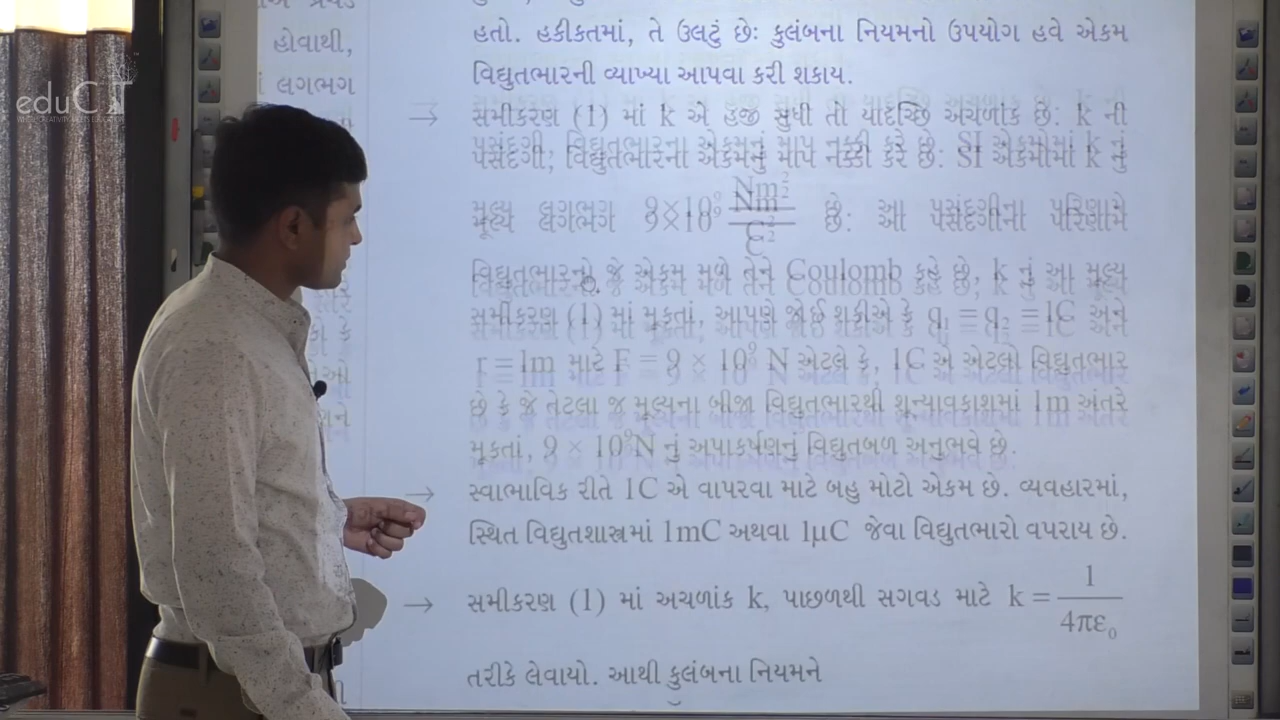 હોવાથી,
લગભગ
eduCAT
હતો. હકીકતમાં, તે ઉલટું છેઃ કુલંબના નિયમનો ઉપયોગ હવે એકમ
વિદ્યુતભારની વ્યાખ્યા આપવા કરી શકાય.
→ સમીકરણ (1) માં k એ હજી સુધી તો યાદચ્છિ અચળાંક છે: k ની
પસંદગી, વિદ્યુતભારના એકમનું માપ નક્કી કરે છે: SI એકમોમાં k નું
મૂલ્ય લગભગ 9×10⁹ Nm²/C² છે: આ પસંદગીના પરિણામે
વિદ્યુતભારનો જે એકમ મળે તેને Coulomb કહે છે, k નું આ મૂલ્ય
સમીકરણ (1) માં મૂકતાં, આપણે જોઈ શકીએ કે q₁ = q₂ = 1C અને
r = 1m માટે F = 9 × 10⁹ N એટલે કે, 1C એ એટલો વિદ્યુતભાર
છે કે જે તેટલા જ મૂલ્યના બીજા વિદ્યુતભારથી શૂન્યાવકાશમાં 1m અંતરે
મૂકતાં, 9 × 10⁹N નું અપાકર્ષણનું વિદ્યુતબળ અનુભવે છે.
→ સ્વાભાવિક રીતે 1C એ વાપરવા માટે બહુ મોટો એકમ છે. વ્યવહારમાં,
સ્થિત વિદ્યુતશાસ્ત્રમાં 1mC અથવા 1μC જેવા વિદ્યુતભારો વપરાય છે.
→ સમીકરણ (1) માં અચળાંક k, પાછળથી સગવડ માટે k = 1/4πε₀
તરીકે લેવાયો. આથી કુલંબના નિયમને